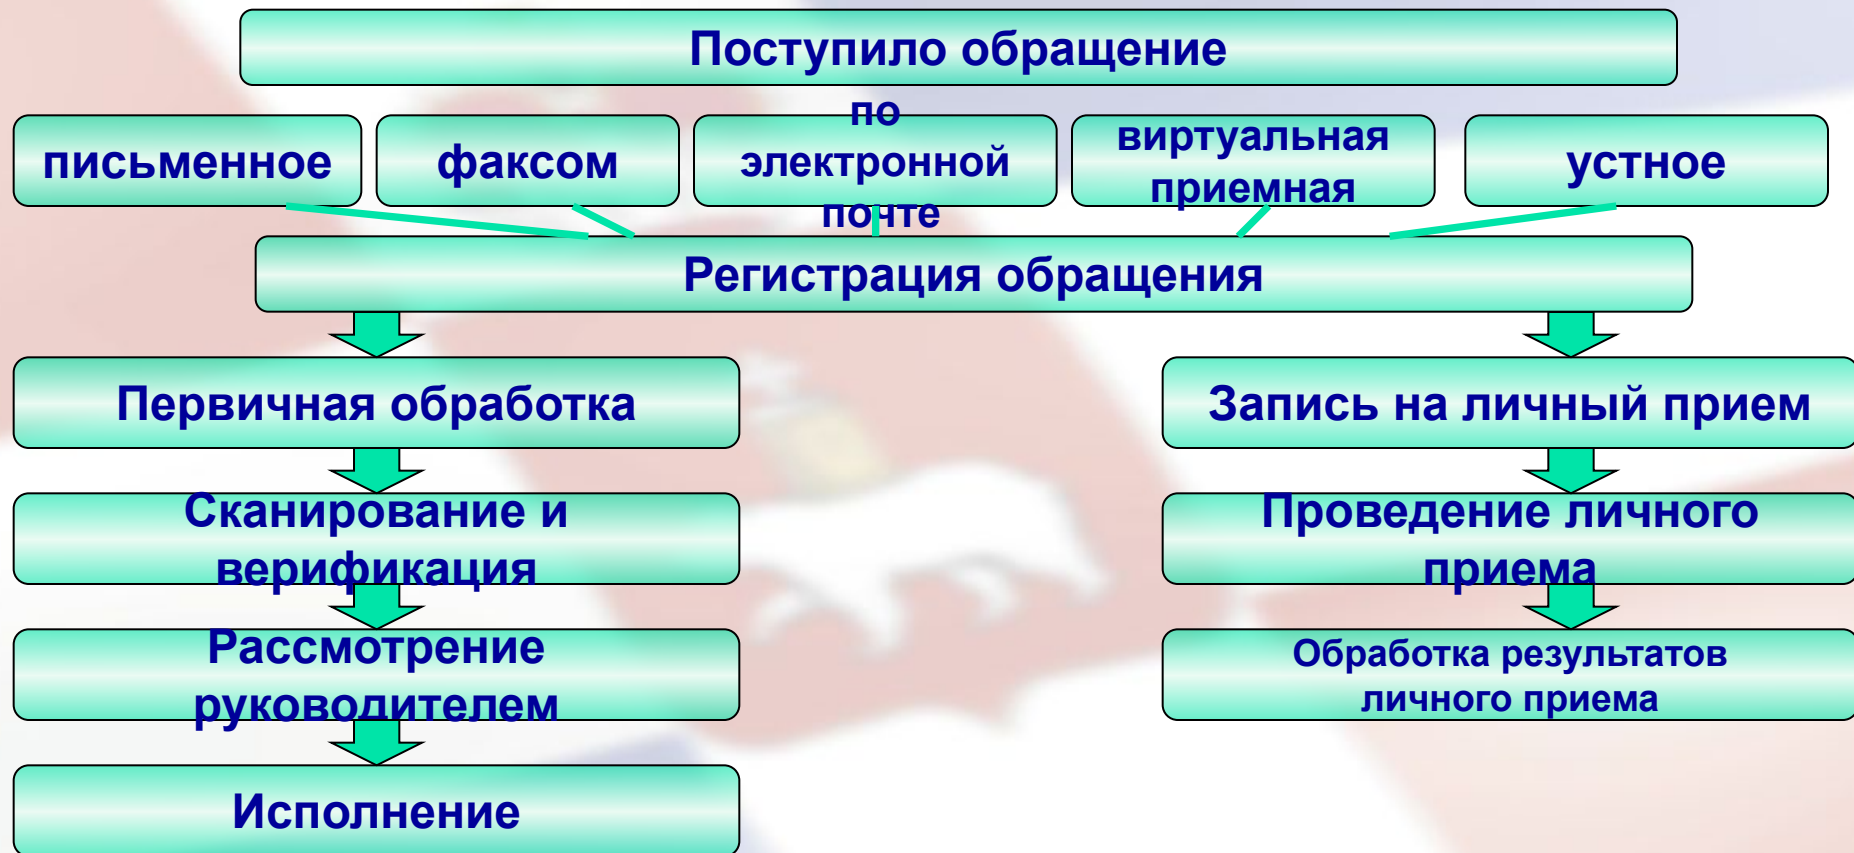 Поступило обращение
письменное
факсом
по
электронной
почте
виртуальная
приемная
устное
Регистрация обращения
Первичная обработка
Запись на личный прием
Сканирование и
верификация
Проведение личного
приема
Рассмотрение
руководителем
Обработка результатов
личного приема
Исполнение